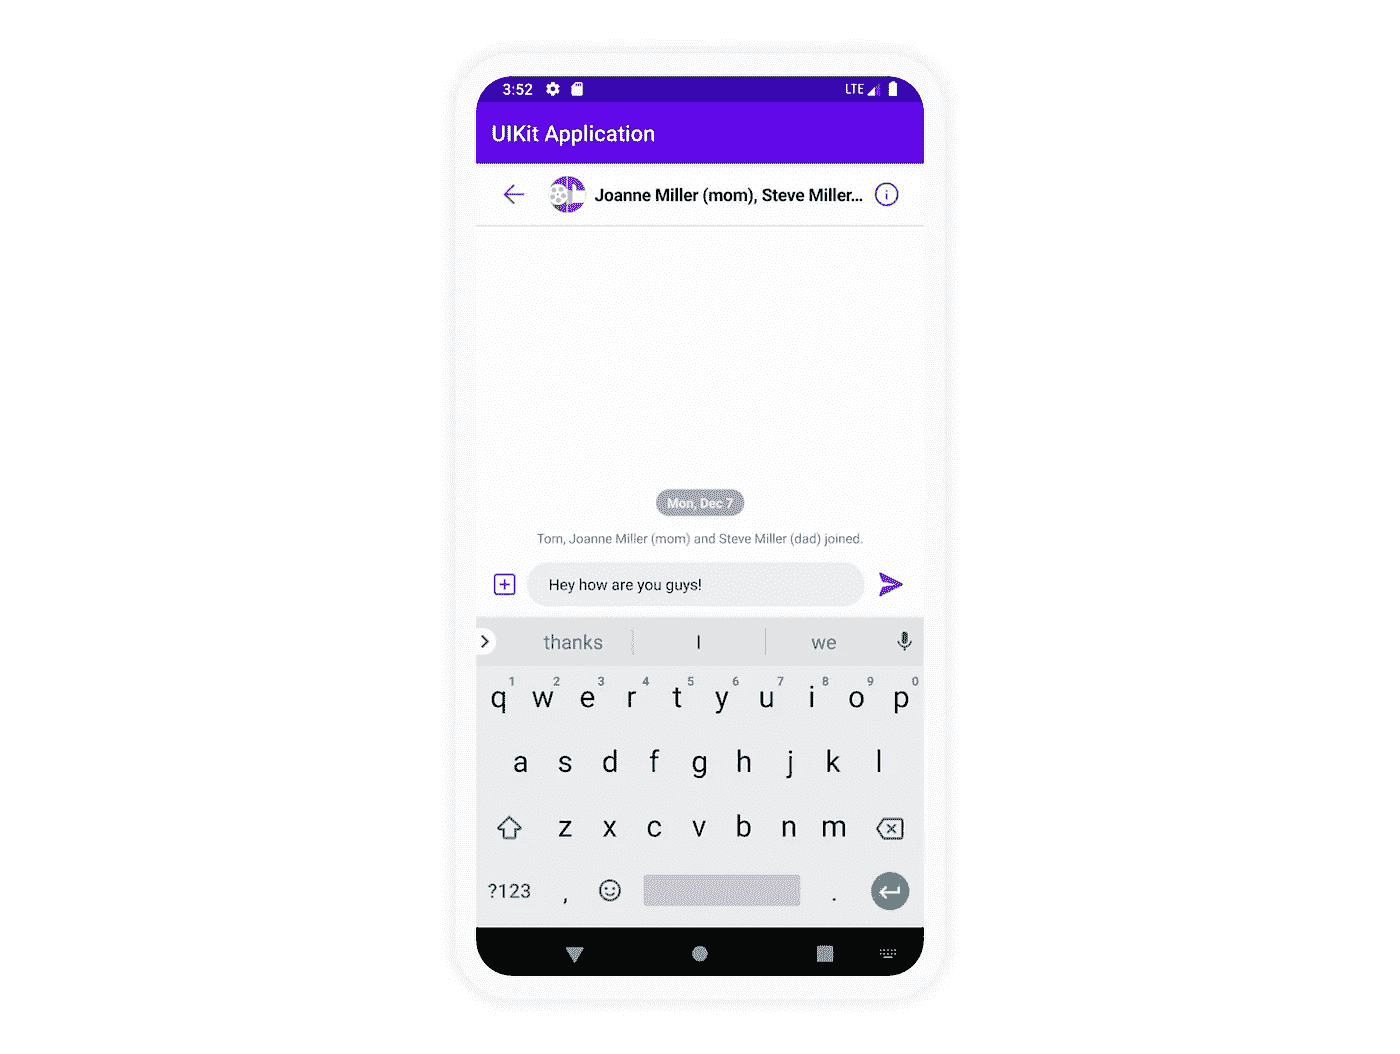 3:52 LTE
UIKit Application
Joanne Miller (mom), Steve Miller...
Mon, Dec 7
Torn, Joanne Miller (mom) and Steve Miller (dad) joined.
Hey how are you guys!
thanks I we
1 2 3 4 5 6 7 8 9 0
q w e r t y u i o p
a s d f g h j k l
z x c v b n m
?123 , .